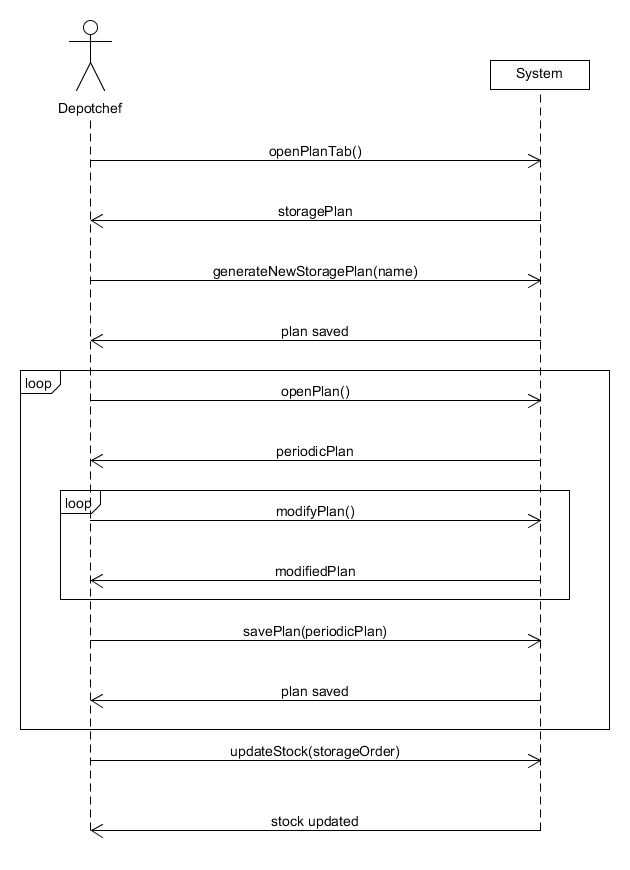 System
Depotchef
openPlanTab()
storagePlan
generateNewStoragePlan(name)
plan saved
loop
openPlan()
periodicPlan
loop
modifyPlan()
modifiedPlan
savePlan(periodicPlan)
plan saved
updateStock(storageOrder)
stock updated